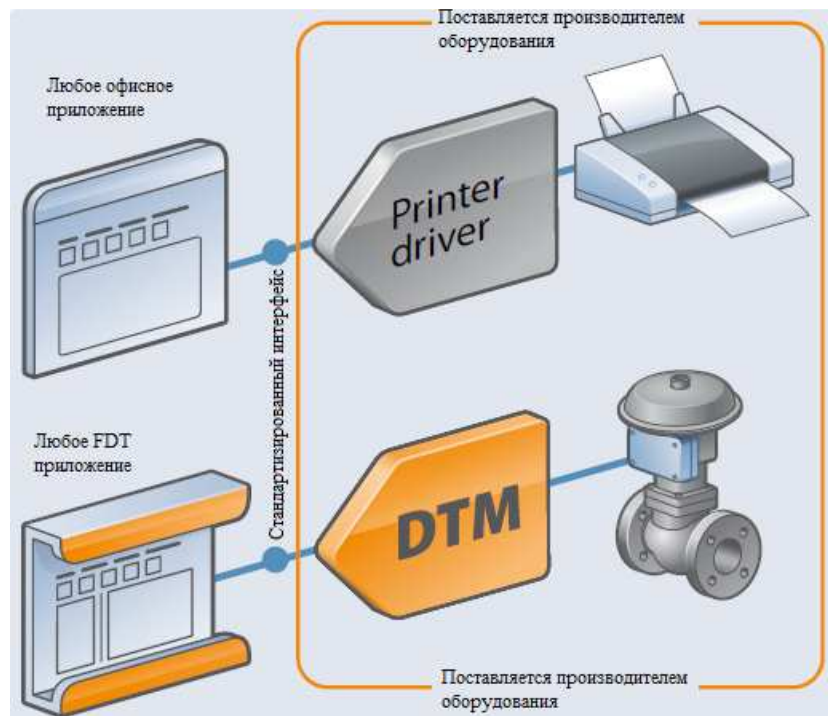 Поставляется производителем
оборудования
Любое офисное
приложение
Printer
driver
Стандартизированный интерфейс
Любое FDT
приложение
DTM
Поставляется производителем
оборудования